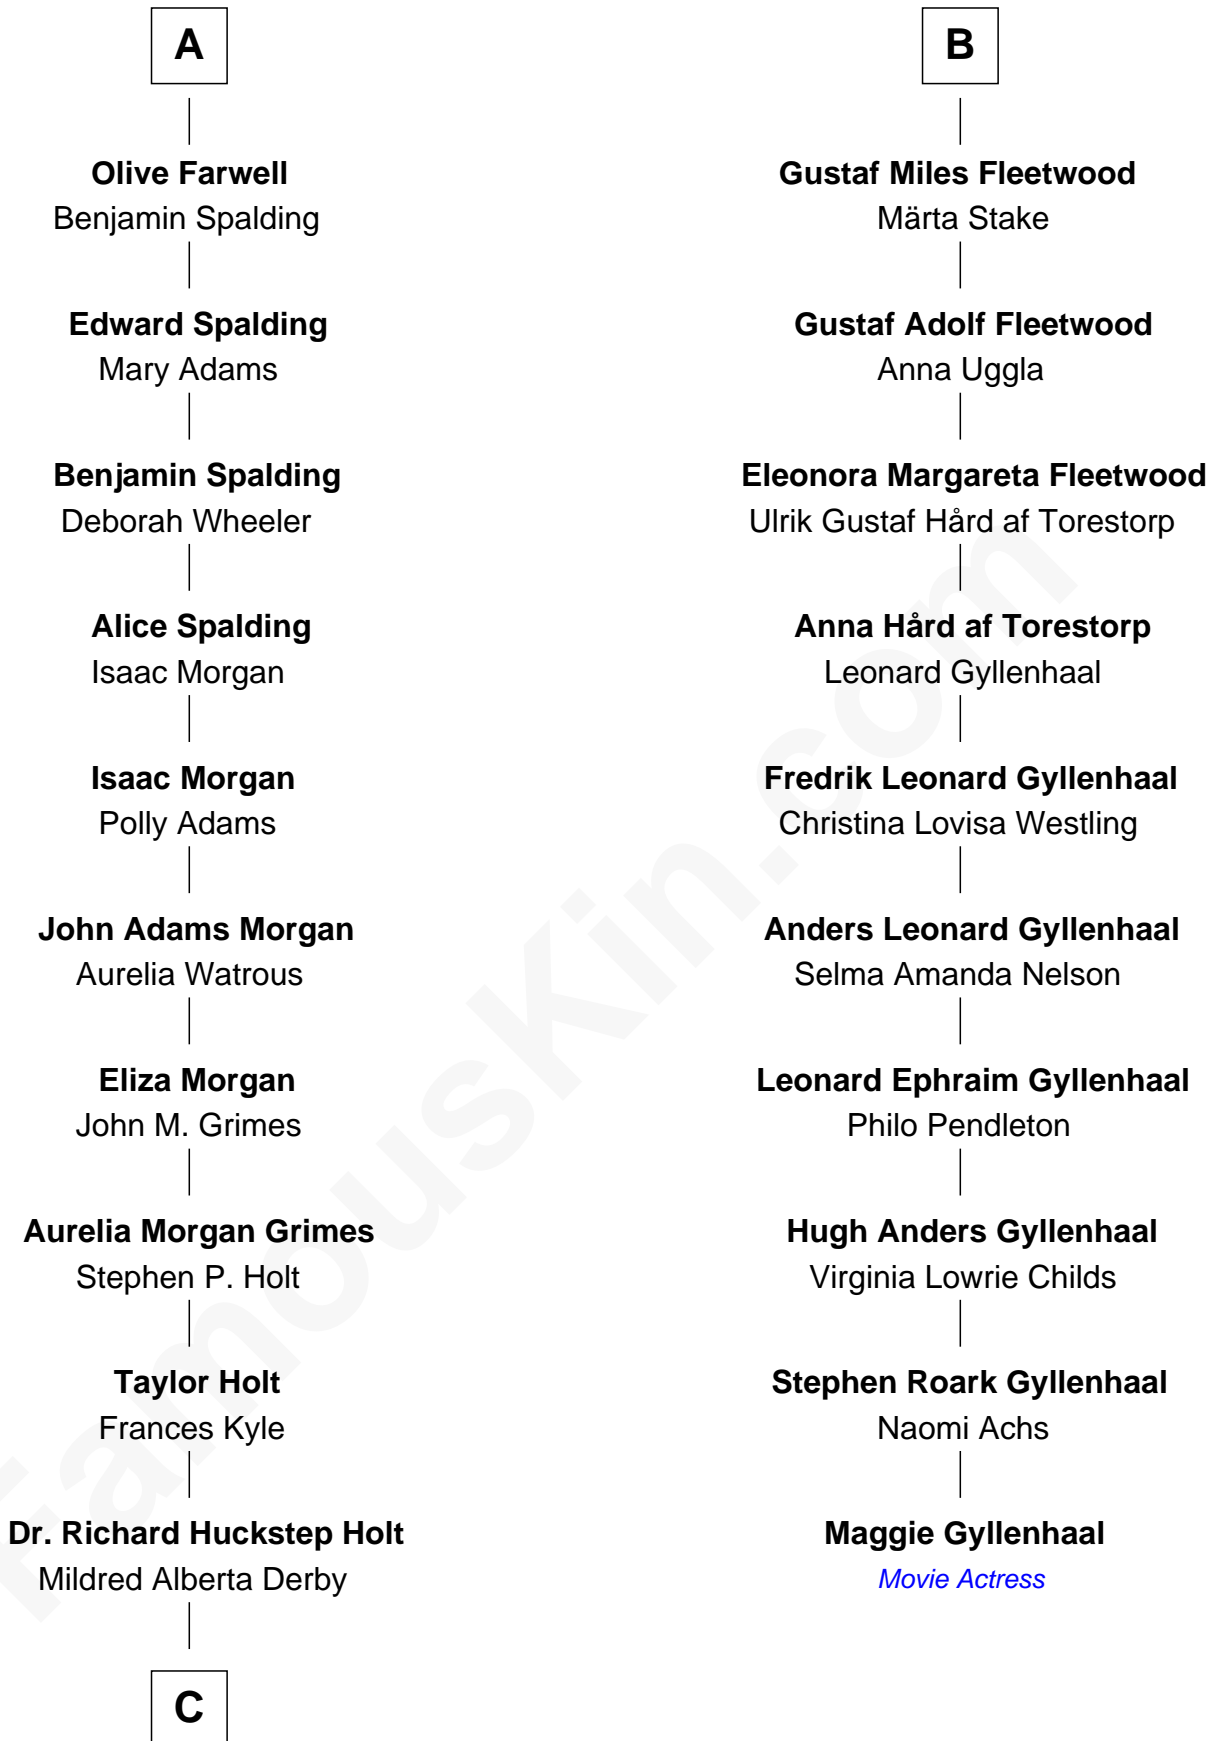 A
Olive Farwell
Benjamin Spalding
Edward Spalding
Mary Adams
Benjamin Spalding
Deborah Wheeler
Alice Spalding
Isaac Morgan
Isaac Morgan
Polly Adams
John Adams Morgan
Aurelia Watrous
Eliza Morgan
John M. Grimes
Aurelia Morgan Grimes
Stephen P. Holt
Taylor Holt
Frances Kyle
Dr. Richard Huckstep Holt
Mildred Alberta Derby
C
B
Gustaf Miles Fleetwood
Märta Stake
Gustaf Adolf Fleetwood
Anna Uggla
Eleonora Margareta Fleetwood
Ulrik Gustaf Hård af Torestorp
Anna Hård af Torestorp
Leonard Gyllenhaal
Fredrik Leonard Gyllenhaal
Christina Lovisa Westling
Anders Leonard Gyllenhaal
Selma Amanda Nelson
Leonard Ephraim Gyllenhaal
Philo Pendleton
Hugh Anders Gyllenhaal
Virginia Lowrie Childs
Stephen Roark Gyllenhaal
Naomi Achs
Maggie Gyllenhaal
Movie Actress
FamousKin.com